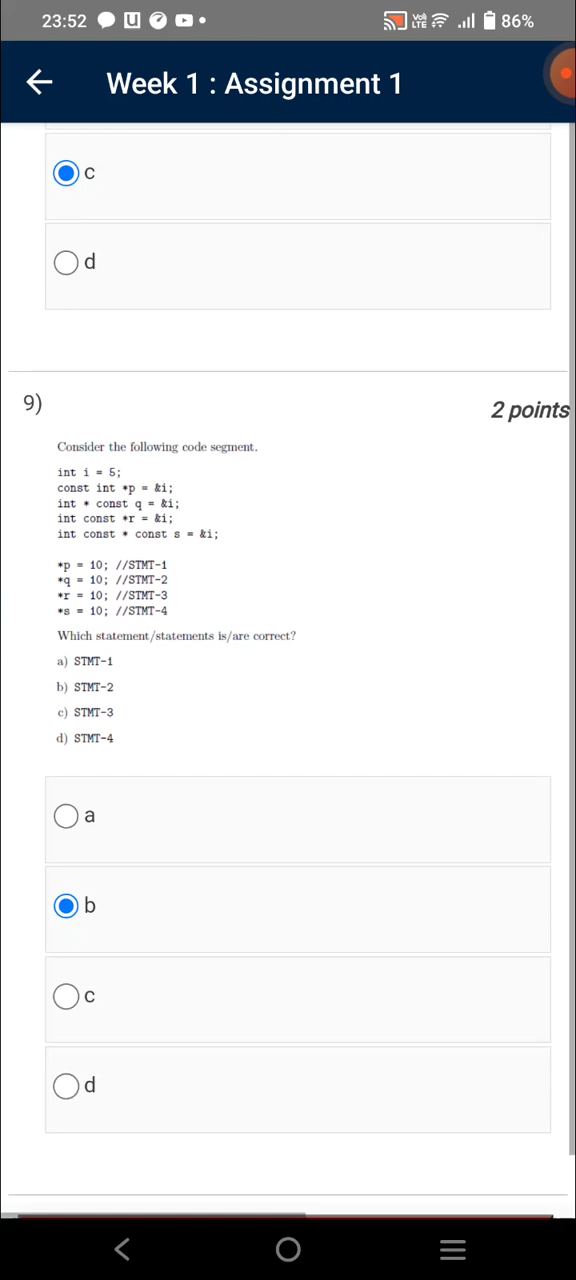 23:52
VoD LTE 86%
Week 1 : Assignment 1
c
d
9)
2 points
Consider the following code segment.
int i = 5;
const int *p = &i;
int * const q = &i;
int const *r = &i;
int const * const s = &i;
*p = 10; //STMT-1
*q = 10; //STMT-2
*r = 10; //STMT-3
*s = 10; //STMT-4
Which statement/statements is/are correct?
a) STMT-1
b) STMT-2
c) STMT-3
d) STMT-4
a
b
c
d